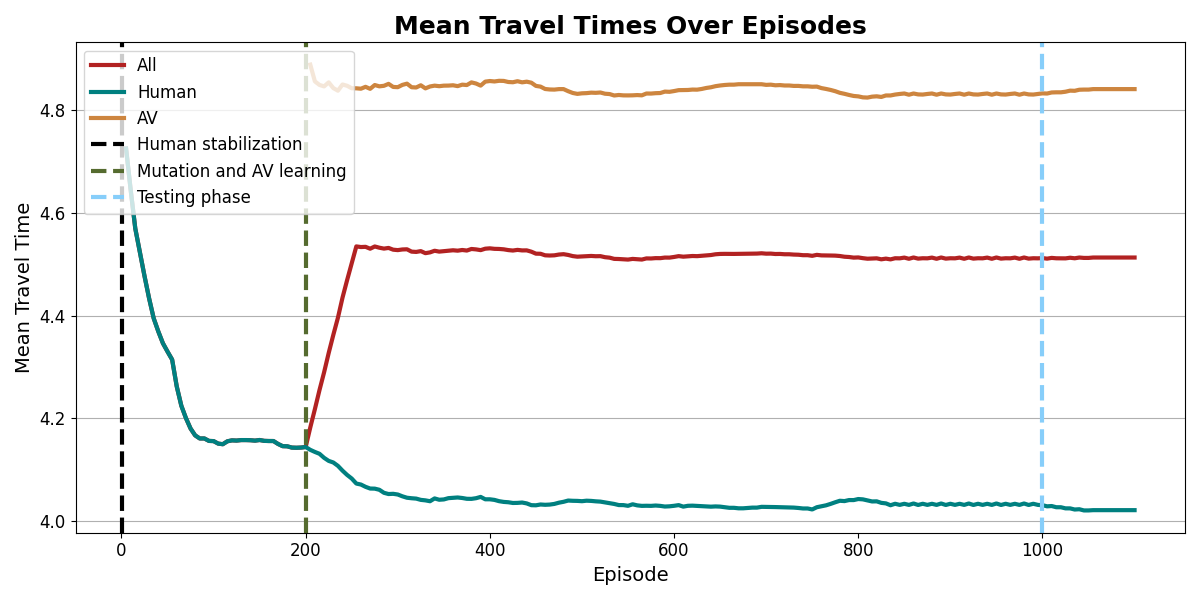 Mean Travel Times Over Episodes
All
Human
AV
Human stabilization
Mutation and AV learning
Testing phase
Mean Travel Time
4.8
4.6
4.4
4.2
4.0
0
200
400
600
800
1000
Episode